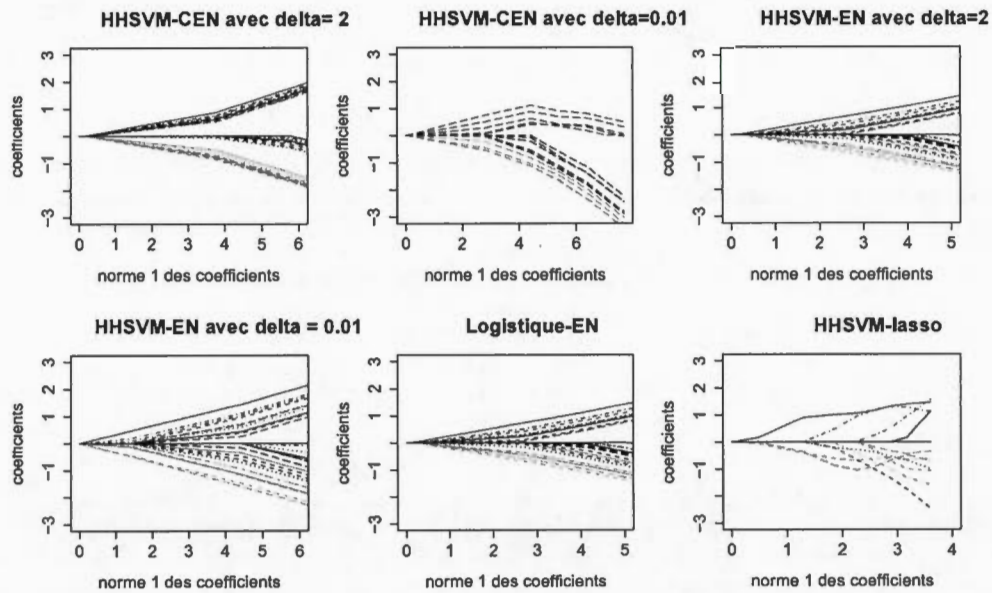 HHSVM-CEN avec delta= 2
HHSVM-CEN avec delta=0.01
HHSVM-EN avec delta=2
coefficients
3
2
1
0
-1
-3
0 1 2 3 4 5 6
norme 1 des coefficients
coefficients
3
2
1
0
-1
-3
0 2 4 6
norme 1 des coefficients
coefficients
3
2
1
0
-1
-3
0 1 2 3 4 5
norme 1 des coefficients
HHSVM-EN avec delta = 0.01
Logistique-EN
HHSVM-lasso
coefficients
3
2
1
0
-1
-3
0 1 2 3 4 5 6
norme 1 des coefficients
coefficients
3
2
1
0
-1
-3
0 1 2 3 4 5
norme 1 des coefficients
coefficients
3
2
1
0
-1
-3
0 1 2 3 4
norme 1 des coefficients